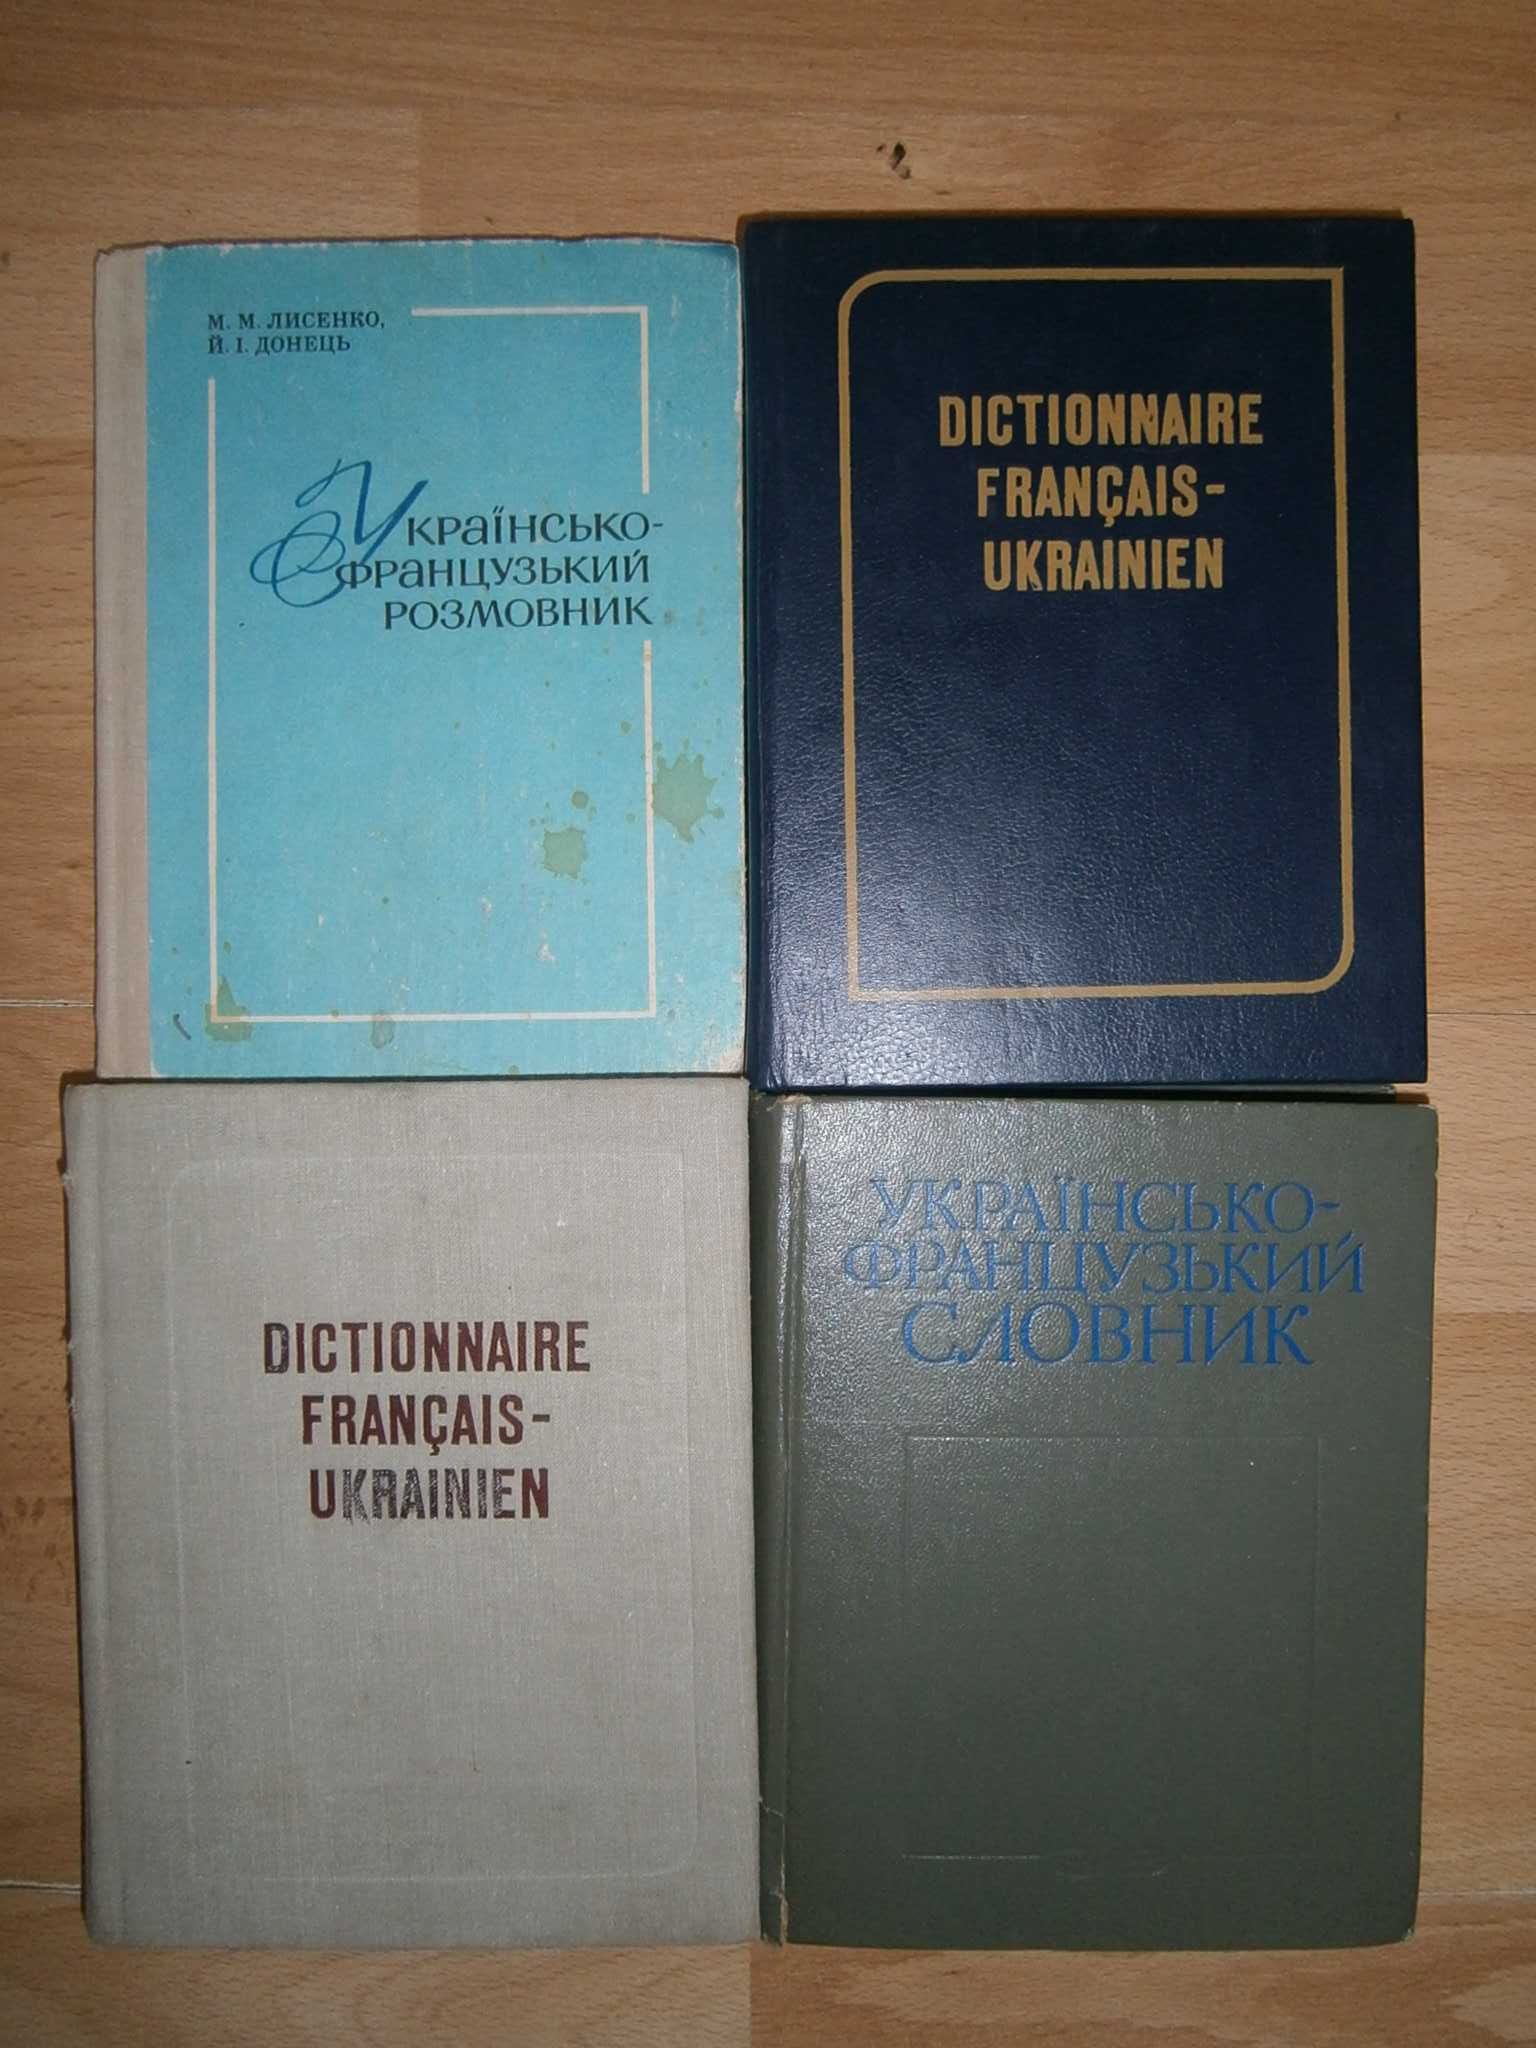 М. М. ЛИСЕНКО,
Й. І. ДОНЕЦЬ
Українсько-
французький
розмовник
DICTIONNAIRE
FRANÇAIS-
UKRAINIEN
DICTIONNAIRE
FRANÇAIS-
UKRAINIEN
УКРАЇНСЬКО-
ФРАНЦУЗЬКИЙ
СЛОВНИК